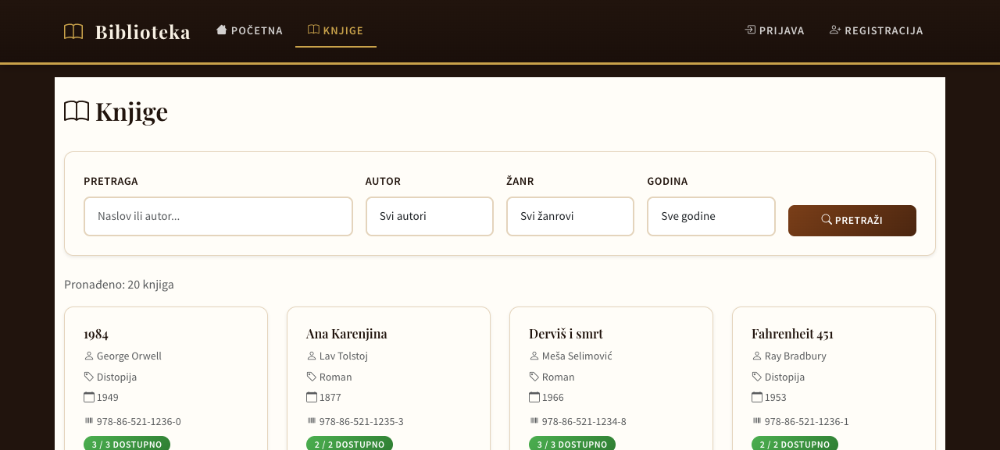 Biblioteka
POČETNA
KNJIGE
PRIJAVA
REGISTRACIJA
Knjige
PRETRAGA
AUTOR
ŽANR
GODINA
Naslov ili autor...
Svi autori
Svi žanrovi
Sve godine
PRETRAŽI
Pronađeno: 20 knjiga
1984
George Orwell
Distopija
1949
978-86-521-1236-0
3 / 3 DOSTUPNO
Ana Karenjina
Lav Tolstoj
Roman
1877
978-86-521-1235-3
2 / 2 DOSTUPNO
Derviš i smrt
Meša Selimović
Roman
1966
978-86-521-1234-8
3 / 3 DOSTUPNO
Fahrenheit 451
Ray Bradbury
Distopija
1953
978-86-521-1236-1
2 / 2 DOSTUPNO